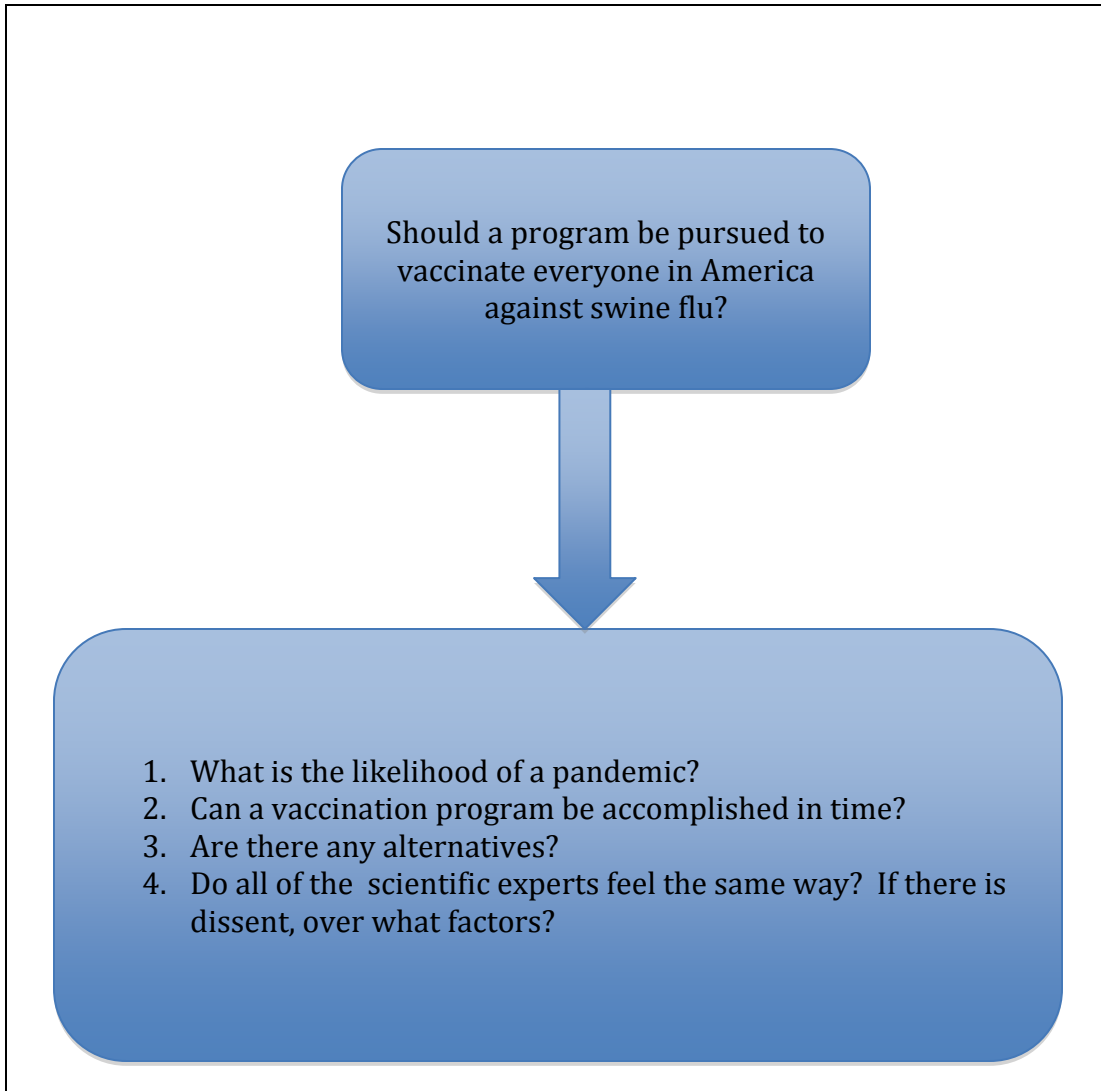 Should a program be pursued to
vaccinate everyone in America
against swine flu?
1. What is the likelihood of a pandemic?
2. Can a vaccination program be accomplished in time?
3. Are there any alternatives?
4. Do all of the  scientific experts feel the same way?  If there is
dissent, over what factors?